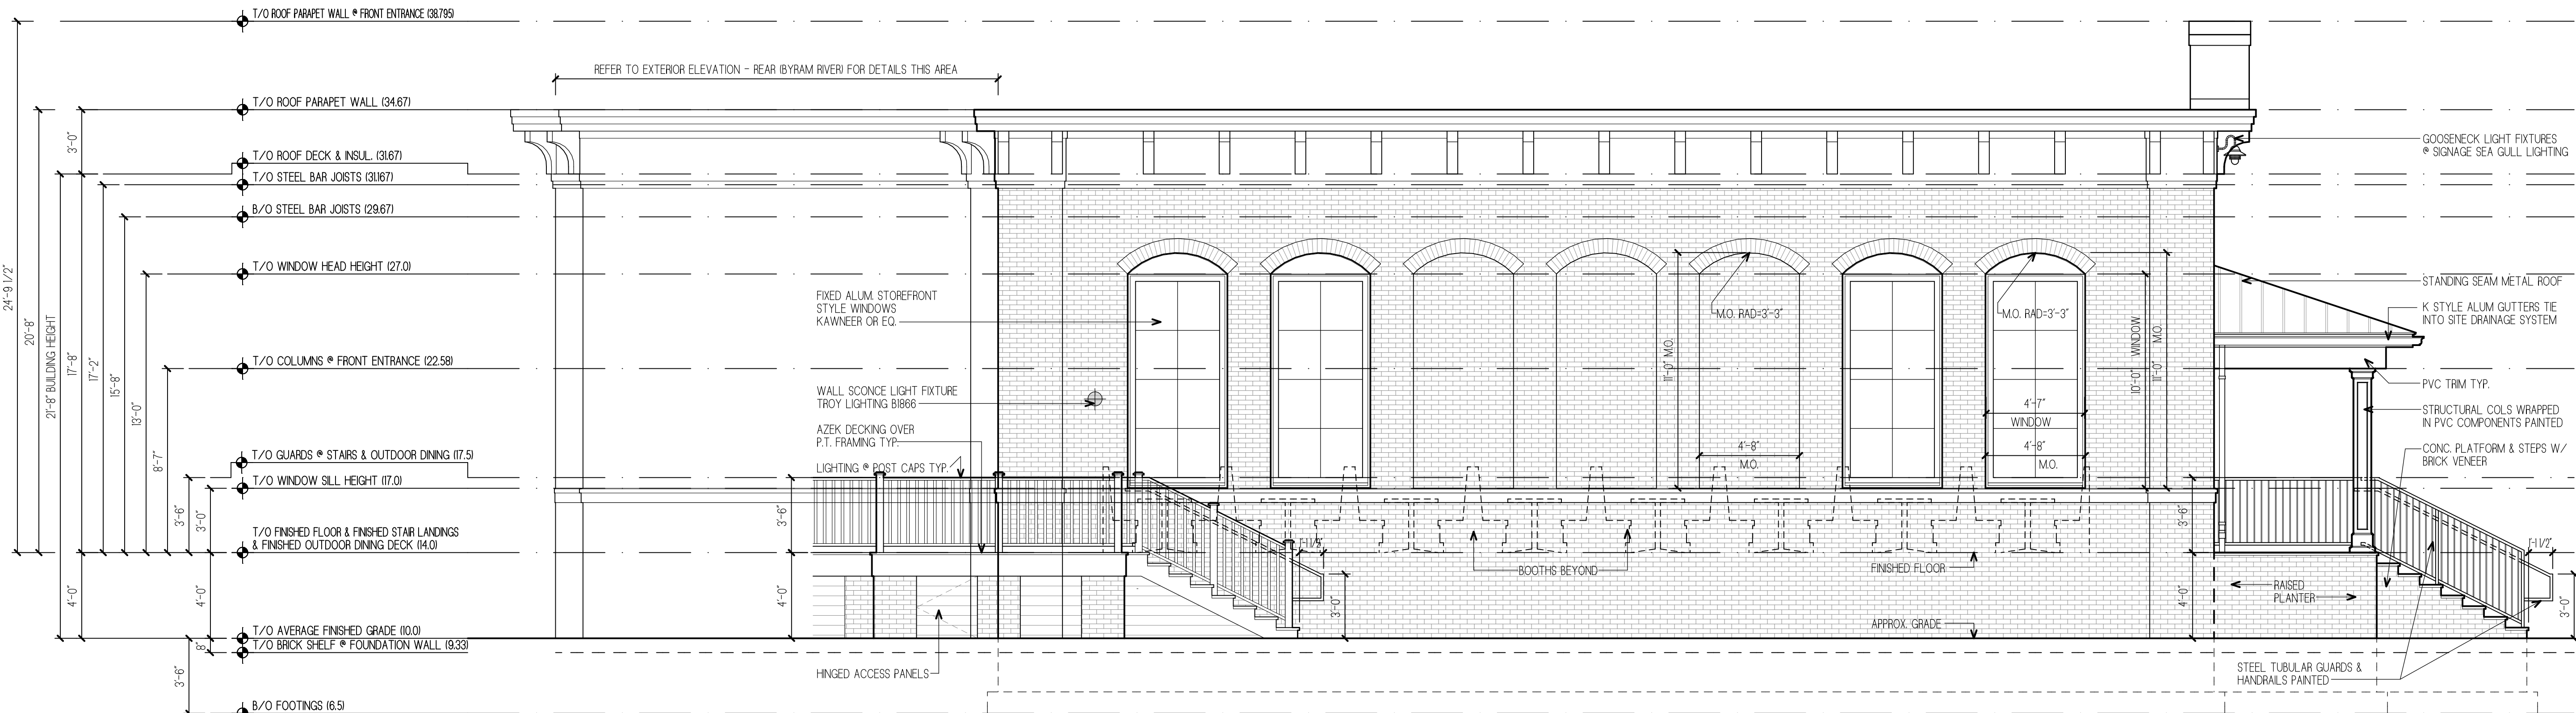 T/O ROOF PARAPET WALL @ FRONT ENTRANCE (38.795)
REFER TO EXTERIOR ELEVATION - REAR (BYRAM RIVER) FOR DETAILS THIS AREA
T/O ROOF PARAPET WALL (34.67)
T/O ROOF DECK & INSUL. (31.67)
T/O STEEL BAR JOISTS (31.167)
B/O STEEL BAR JOISTS (29.67)
T/O WINDOW HEAD HEIGHT (27.0)
T/O COLUMNS @ FRONT ENTRANCE (22.58)
T/O GUARDS @ STAIRS & OUTDOOR DINING (17.5)
T/O WINDOW SILL HEIGHT (17.0)
T/O FINISHED FLOOR & FINISHED STAIR LANDINGS
& FINISHED OUTDOOR DINING DECK (14.0)
T/O AVERAGE FINISHED GRADE (10.0)
T/O BRICK SHELF @ FOUNDATION WALL (9.33)
B/O FOOTINGS (6.5)
24'-9 1/2"
20'-8"
21'-8" BUILDING HEIGHT
3'-0"
17'-8"
17'-2"
15'-8"
13'-0"
8'-7"
3'-6"
3'-0"
4'-0"
4'-0"
8"
3'-6"
FIXED ALUM. STOREFRONT
STYLE WINDOWS
KAWNEER OR EQ.
WALL SCONCE LIGHT FIXTURE
TROY LIGHTING B1866
AZEK DECKING OVER
P.T. FRAMING TYP.
LIGHTING @ POST CAPS TYP.
3'-6"
4'-0"
HINGED ACCESS PANELS
1'-1 1/2"
3'-0"
BOOTHS BEYOND
11'-0" M.O.
M.O. RAD=3'-3"
4'-8"
M.O.
M.O. RAD=3'-3"
4'-7"
WINDOW
4'-8"
M.O.
10'-0" WINDOW
11'-0" M.O.
FINISHED FLOOR
APPROX. GRADE
3'-6"
4'-0"
GOOSENECK LIGHT FIXTURES
@ SIGNAGE SEA GULL LIGHTING
STANDING SEAM METAL ROOF
K STYLE ALUM GUTTERS TIE
INTO SITE DRAINAGE SYSTEM
PVC TRIM TYP.
STRUCTURAL COLS WRAPPED
IN PVC COMPONENTS PAINTED
CONC. PLATFORM & STEPS W/
BRICK VENEER
1'-1 1/2"
RAISED
PLANTER
3'-0"
STEEL TUBULAR GUARDS &
HANDRAILS PAINTED